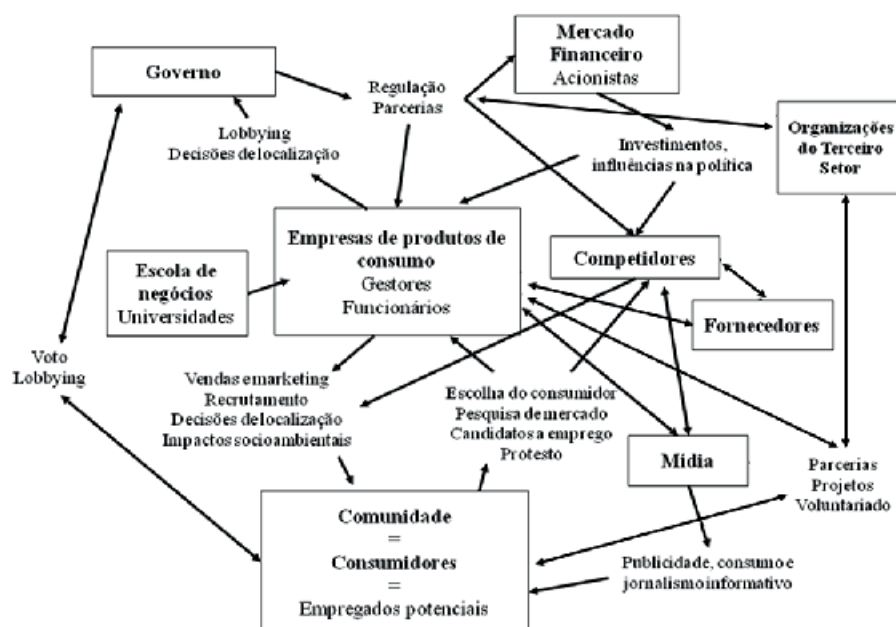 Mercado
Financeiro
Acionistas
Governo
Regulação
Parcerias
Organizações
do Terceiro
Setor
Lobbying
Decisões de localização
Investimentos,
influências na política
Empresas de produtos de
consumo
Gestores
Funcionários
Competidores
Escola de
negócios
Universidades
Fornecedores
Voto
Lobbying
Vendas e marketing
Recrutamento
Decisões de localização
Impactos socioambientais
Escolha do consumidor
Pesquisa de mercado
Candidatos a emprego
Protesto
Mídia
Parcerias
Projetos
Voluntariado
Comunidade
=
Consumidores
=
Empregados potenciais
Publicidade, consumo e
jornalismo informativo